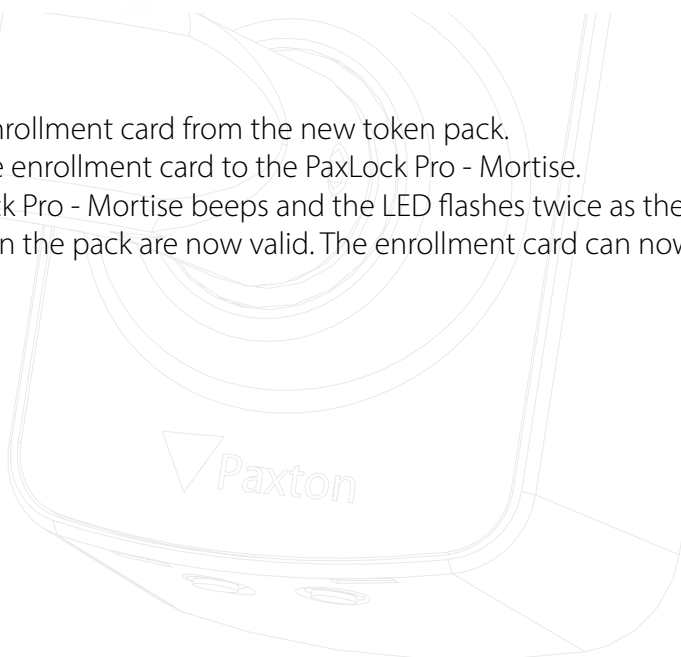 nrollment card from the new token pack.
e enrollment card to the PaxLock Pro - Mortise.
k Pro - Mortise beeps and the LED flashes twice as the
n the pack are now valid. The enrollment card can now
Paxton